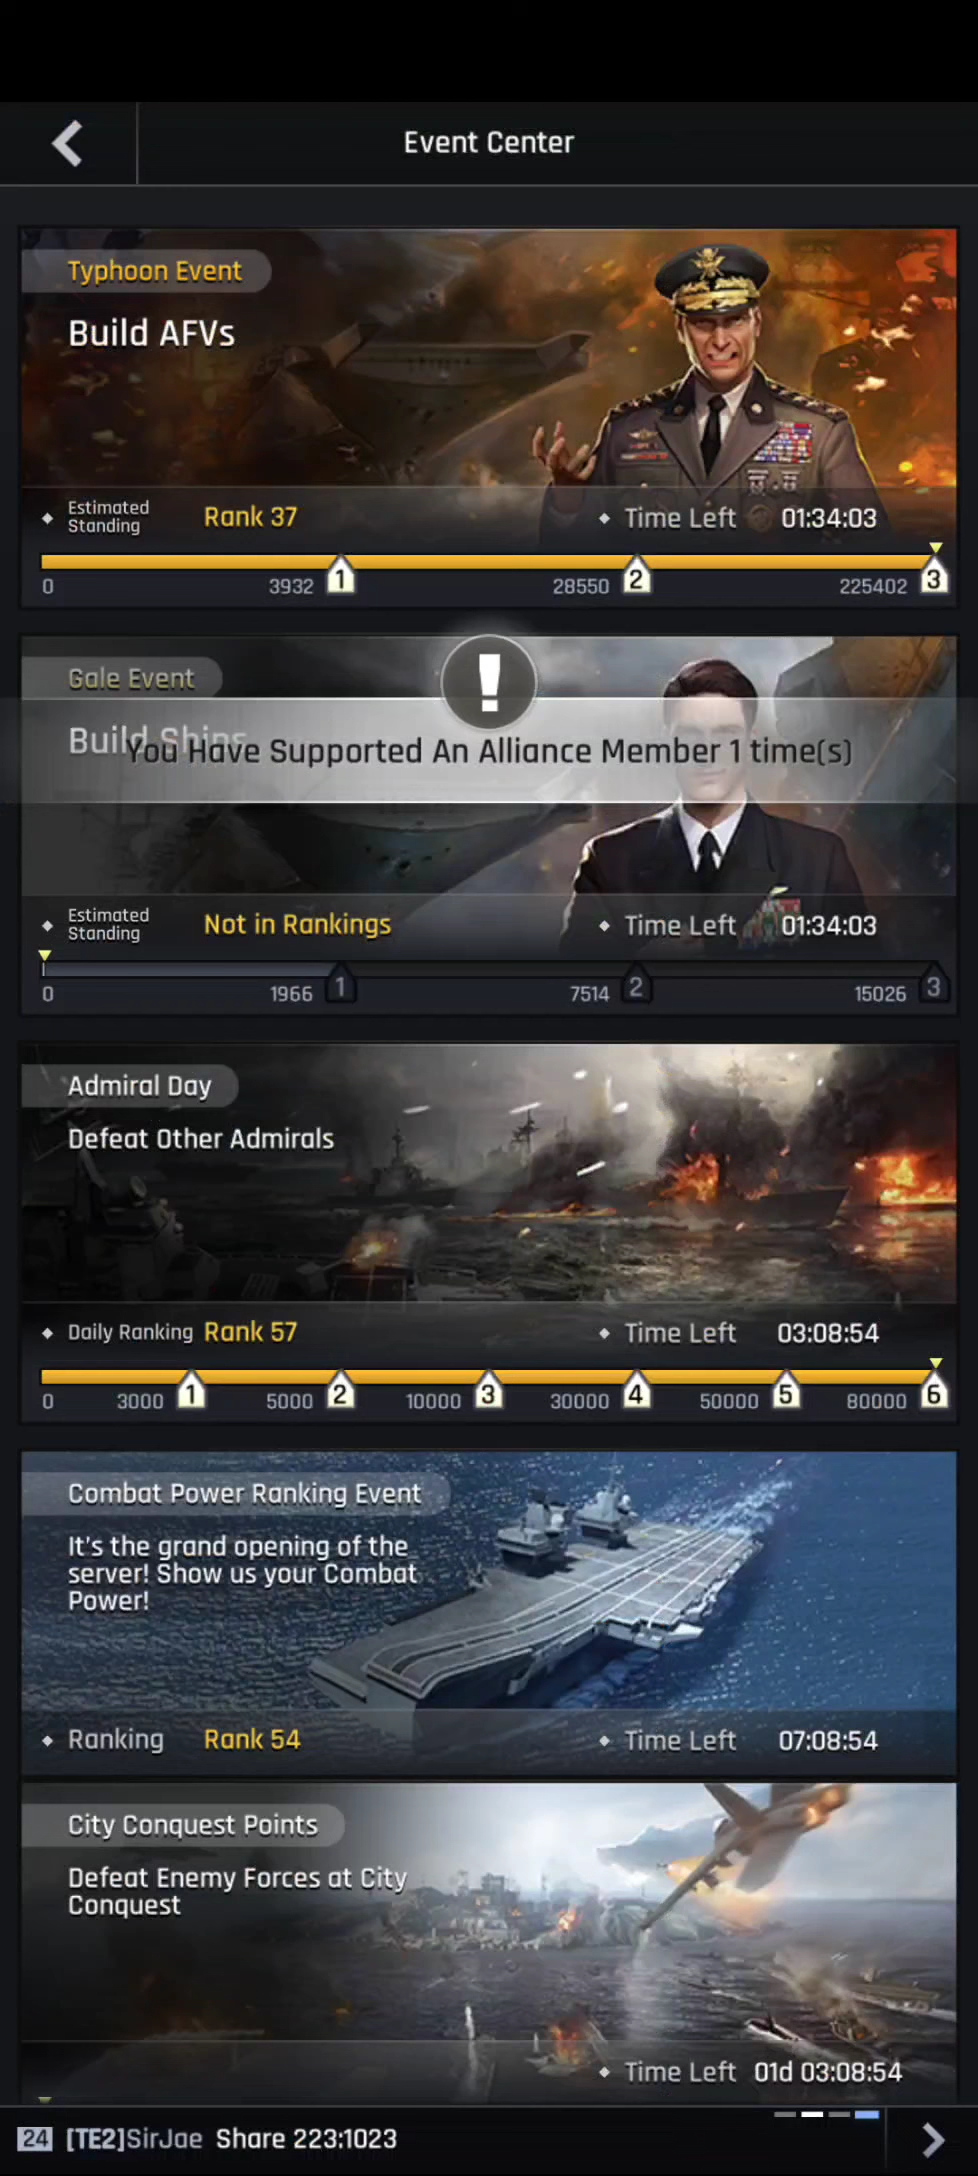 Event Center
Typhoon Event
Build AFVs
Estimated
Standing
Rank 37
Time Left 01:34:03
0 3932 1 28550 2 225402 3
Gale Event
Build Ships
You Have Supported An Alliance Member 1 time(s)
Estimated
Standing
Not in Rankings
Time Left 01:34:03
0 1966 1 7514 2 15026 3
Admiral Day
Defeat Other Admirals
Daily Ranking Rank 57
Time Left 03:08:54
0 3000 1 5000 2 10000 3 30000 4 50000 5 80000 6
Combat Power Ranking Event
It's the grand opening of the
server! Show us your Combat
Power!
Ranking Rank 54
Time Left 07:08:54
City Conquest Points
Defeat Enemy Forces at City
Conquest
Time Left 01d 03:08:54
24 [TE2]SirJae Share 223:1023